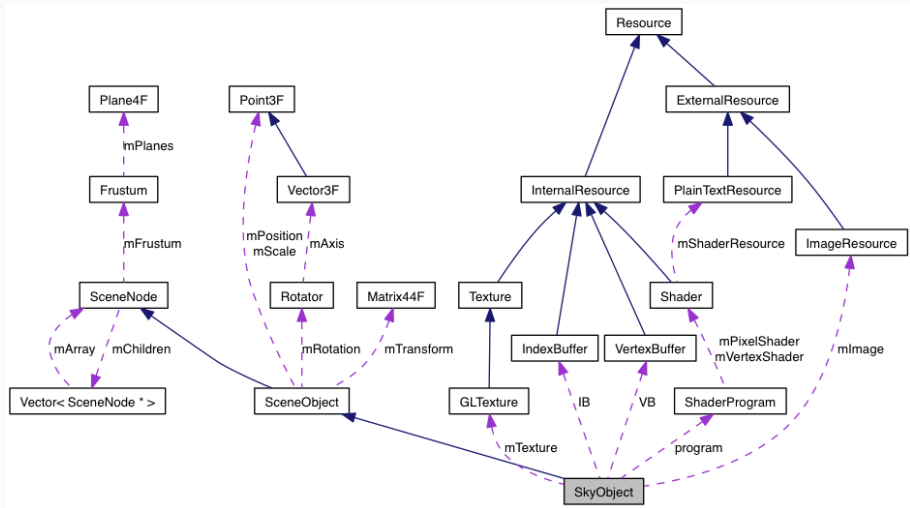 Resource
Plane4F
Point3F
ExternalResource
mPlanes
Frustum
Vector3F
InternalResource
PlainTextResource
mFrustum
mPosition
mScale
mAxis
mShaderResource
ImageResource
SceneNode
Rotator
Matrix44F
Texture
Shader
mArray
mChildren
mRotation
mTransform
IndexBuffer
VertexBuffer
mPixelShader
mVertexShader
mImage
Vector< SceneNode * >
SceneObject
GLTexture
IB
VB
ShaderProgram
mTexture
program
SkyObject